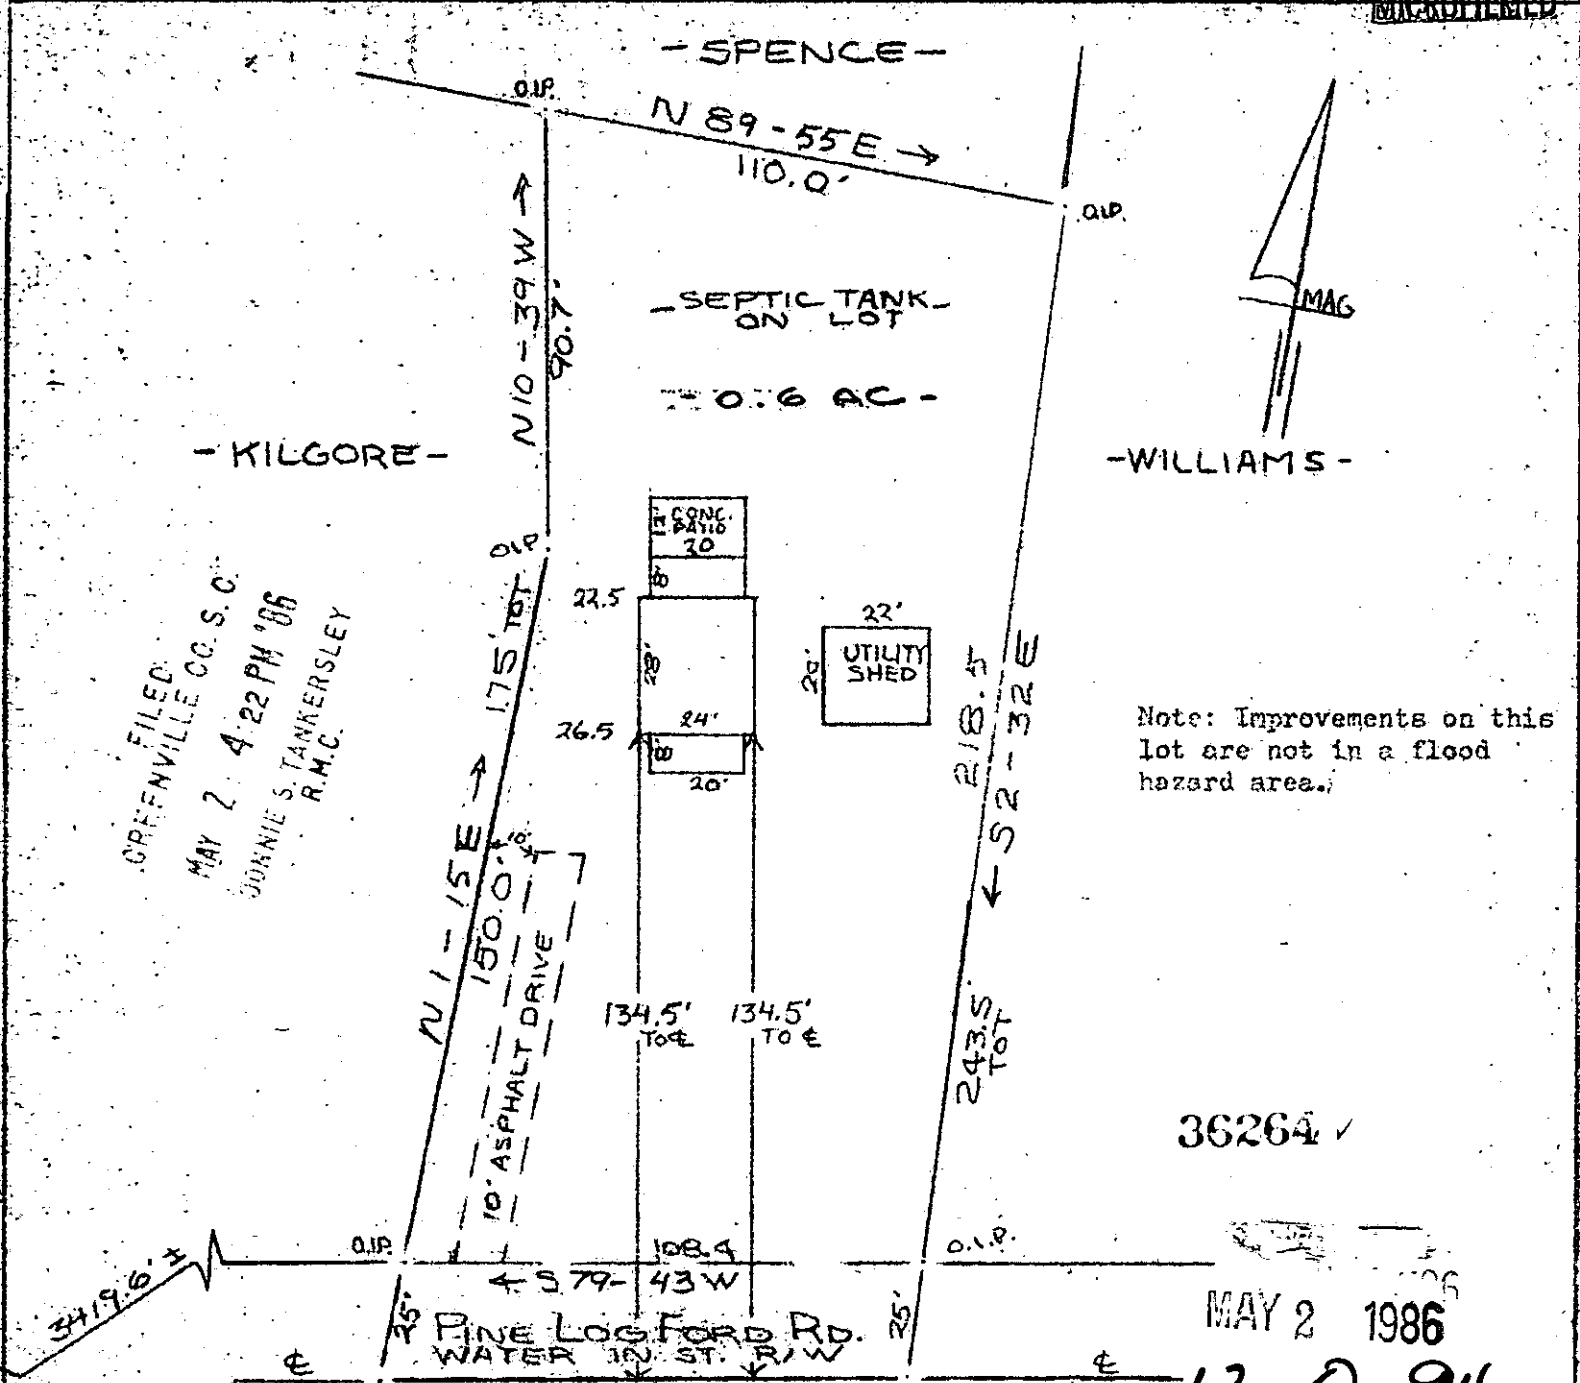 MICROFILMED
- SPENCE -
O.I.P.
N 89 - 55 E →
110.0'
O.I.P.
N 10 - 39 W →
90.7'
- SEPTIC TANK -
ON LOT
- 0.6 AC -
MAG
- KILGORE -
- WILLIAMS -
O.I.P.
CONC.
PATIO
20
8'
22.5
28'
24'
26.5
8'
20'
22'
20'
UTILITY
SHED
FILED
GREENVILLE CO. S. C.
MAY 2 4 22 PM '86
DONNIE S. TANKERSLEY
R.M.C.
N 1 - 15 E →
175' TOT
150.0'
218.5
← S 2 - 32 E
243.5'
TOT
Note: Improvements on this
lot are not in a flood
hazard area.
10' ASPHALT DRIVE
134.5'
TO ℄
134.5'
TO ℄
36264 ✓
3419.6' ±
O.I.P.
108.4
O.I.P.
← S 79 - 43 W
25'
25'
PINE LOG FORD RD.
WATER IN ST. R/W
℄
℄
MAY 2 1986